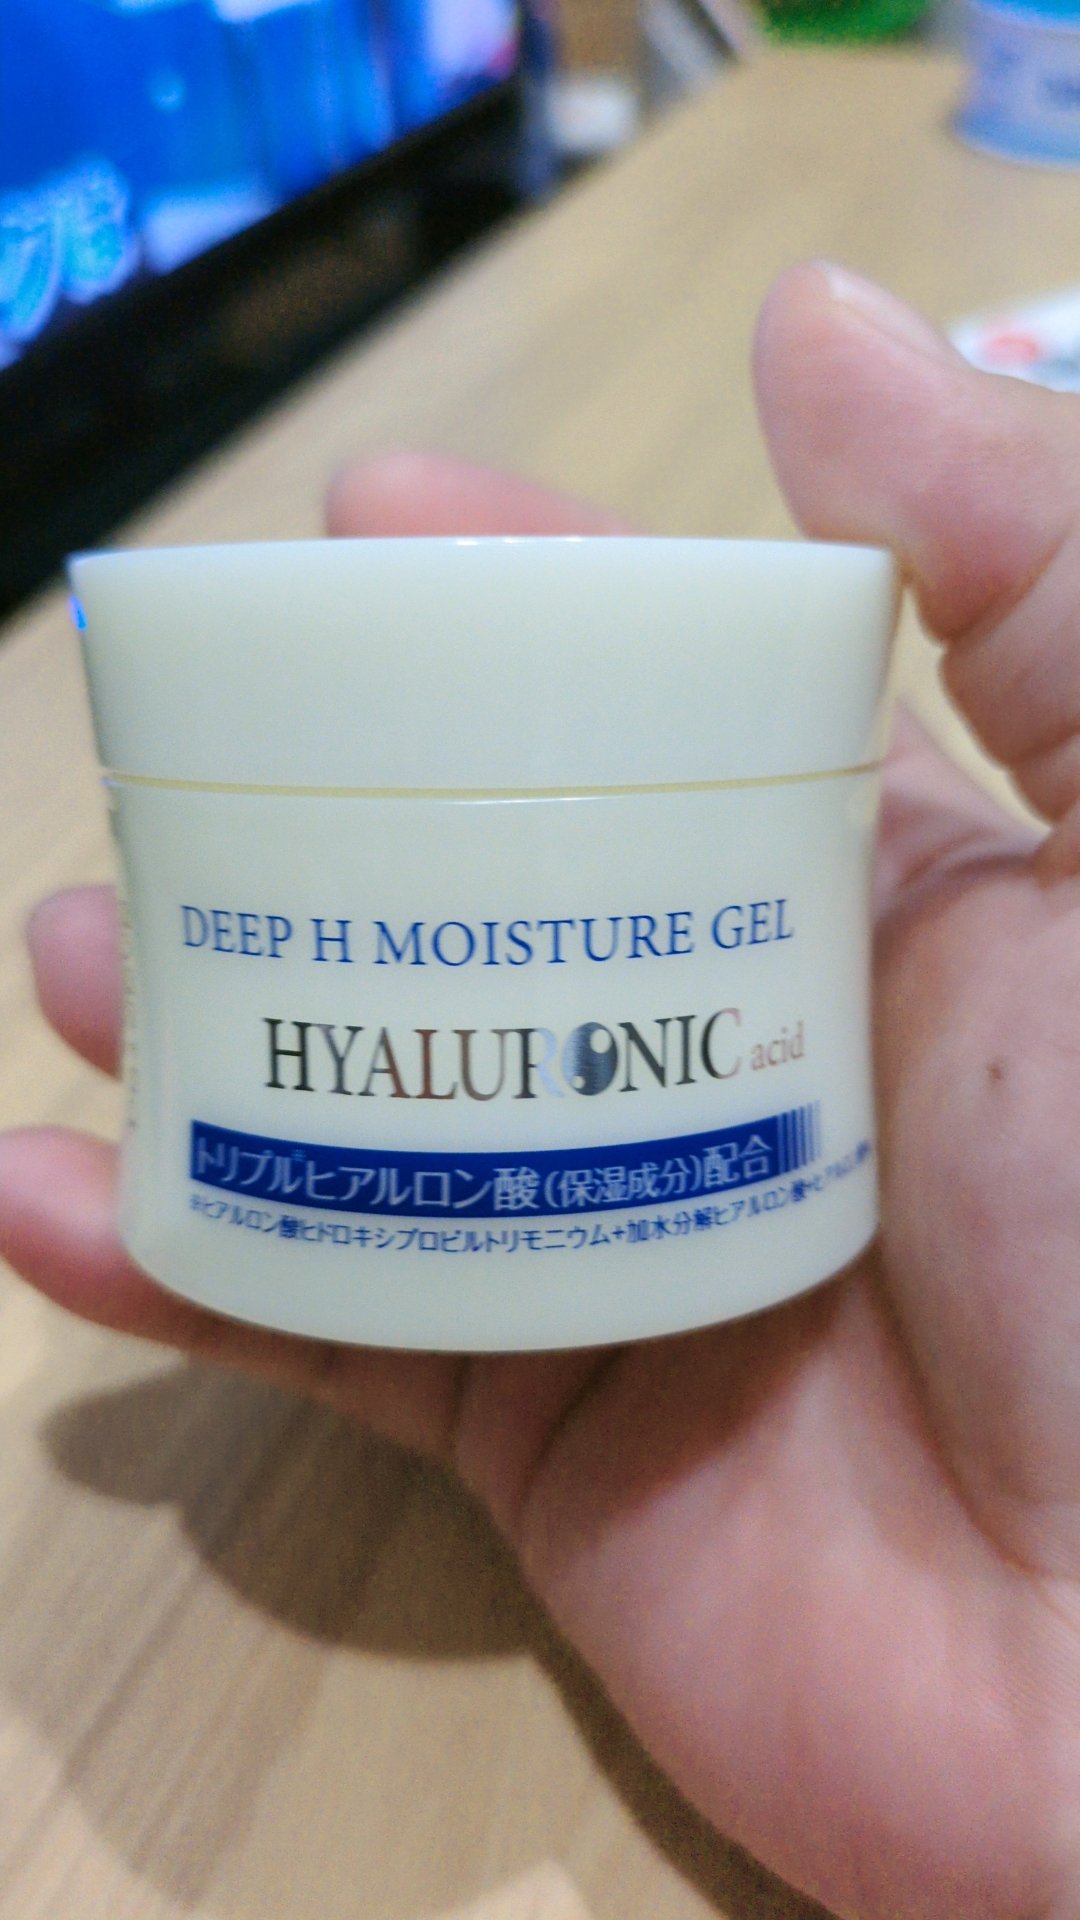 DEEP H MOISTURE GEL
HYALURONIC acid
トリプル※ヒアルロン酸(保湿成分)配合
※ヒアルロン酸ヒドロキシプロピルトリモニウム+加水分解ヒアルロン酸+ヒアルロン酸